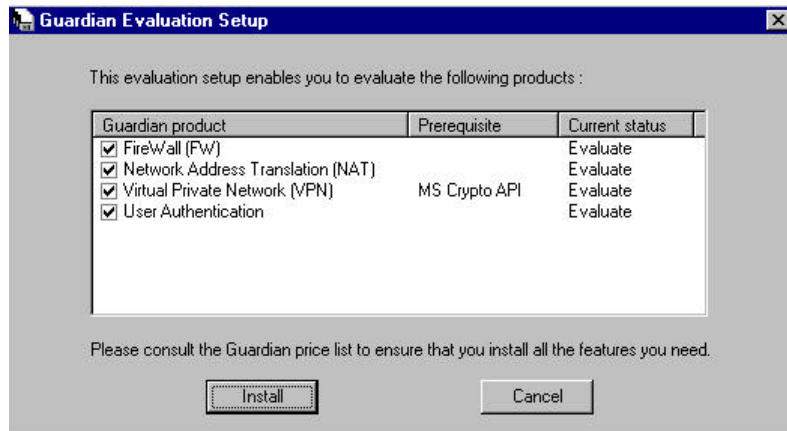 Guardian Evaluation Setup
This evaluation setup enables you to evaluate the following products :
Guardian product Prerequisite Current status
FireWall (FW) Evaluate
Network Address Translation (NAT) Evaluate
Virtual Private Network (VPN) MS Crypto API Evaluate
User Authentication Evaluate
Please consult the Guardian price list to ensure that you install all the features you need.
Install Cancel